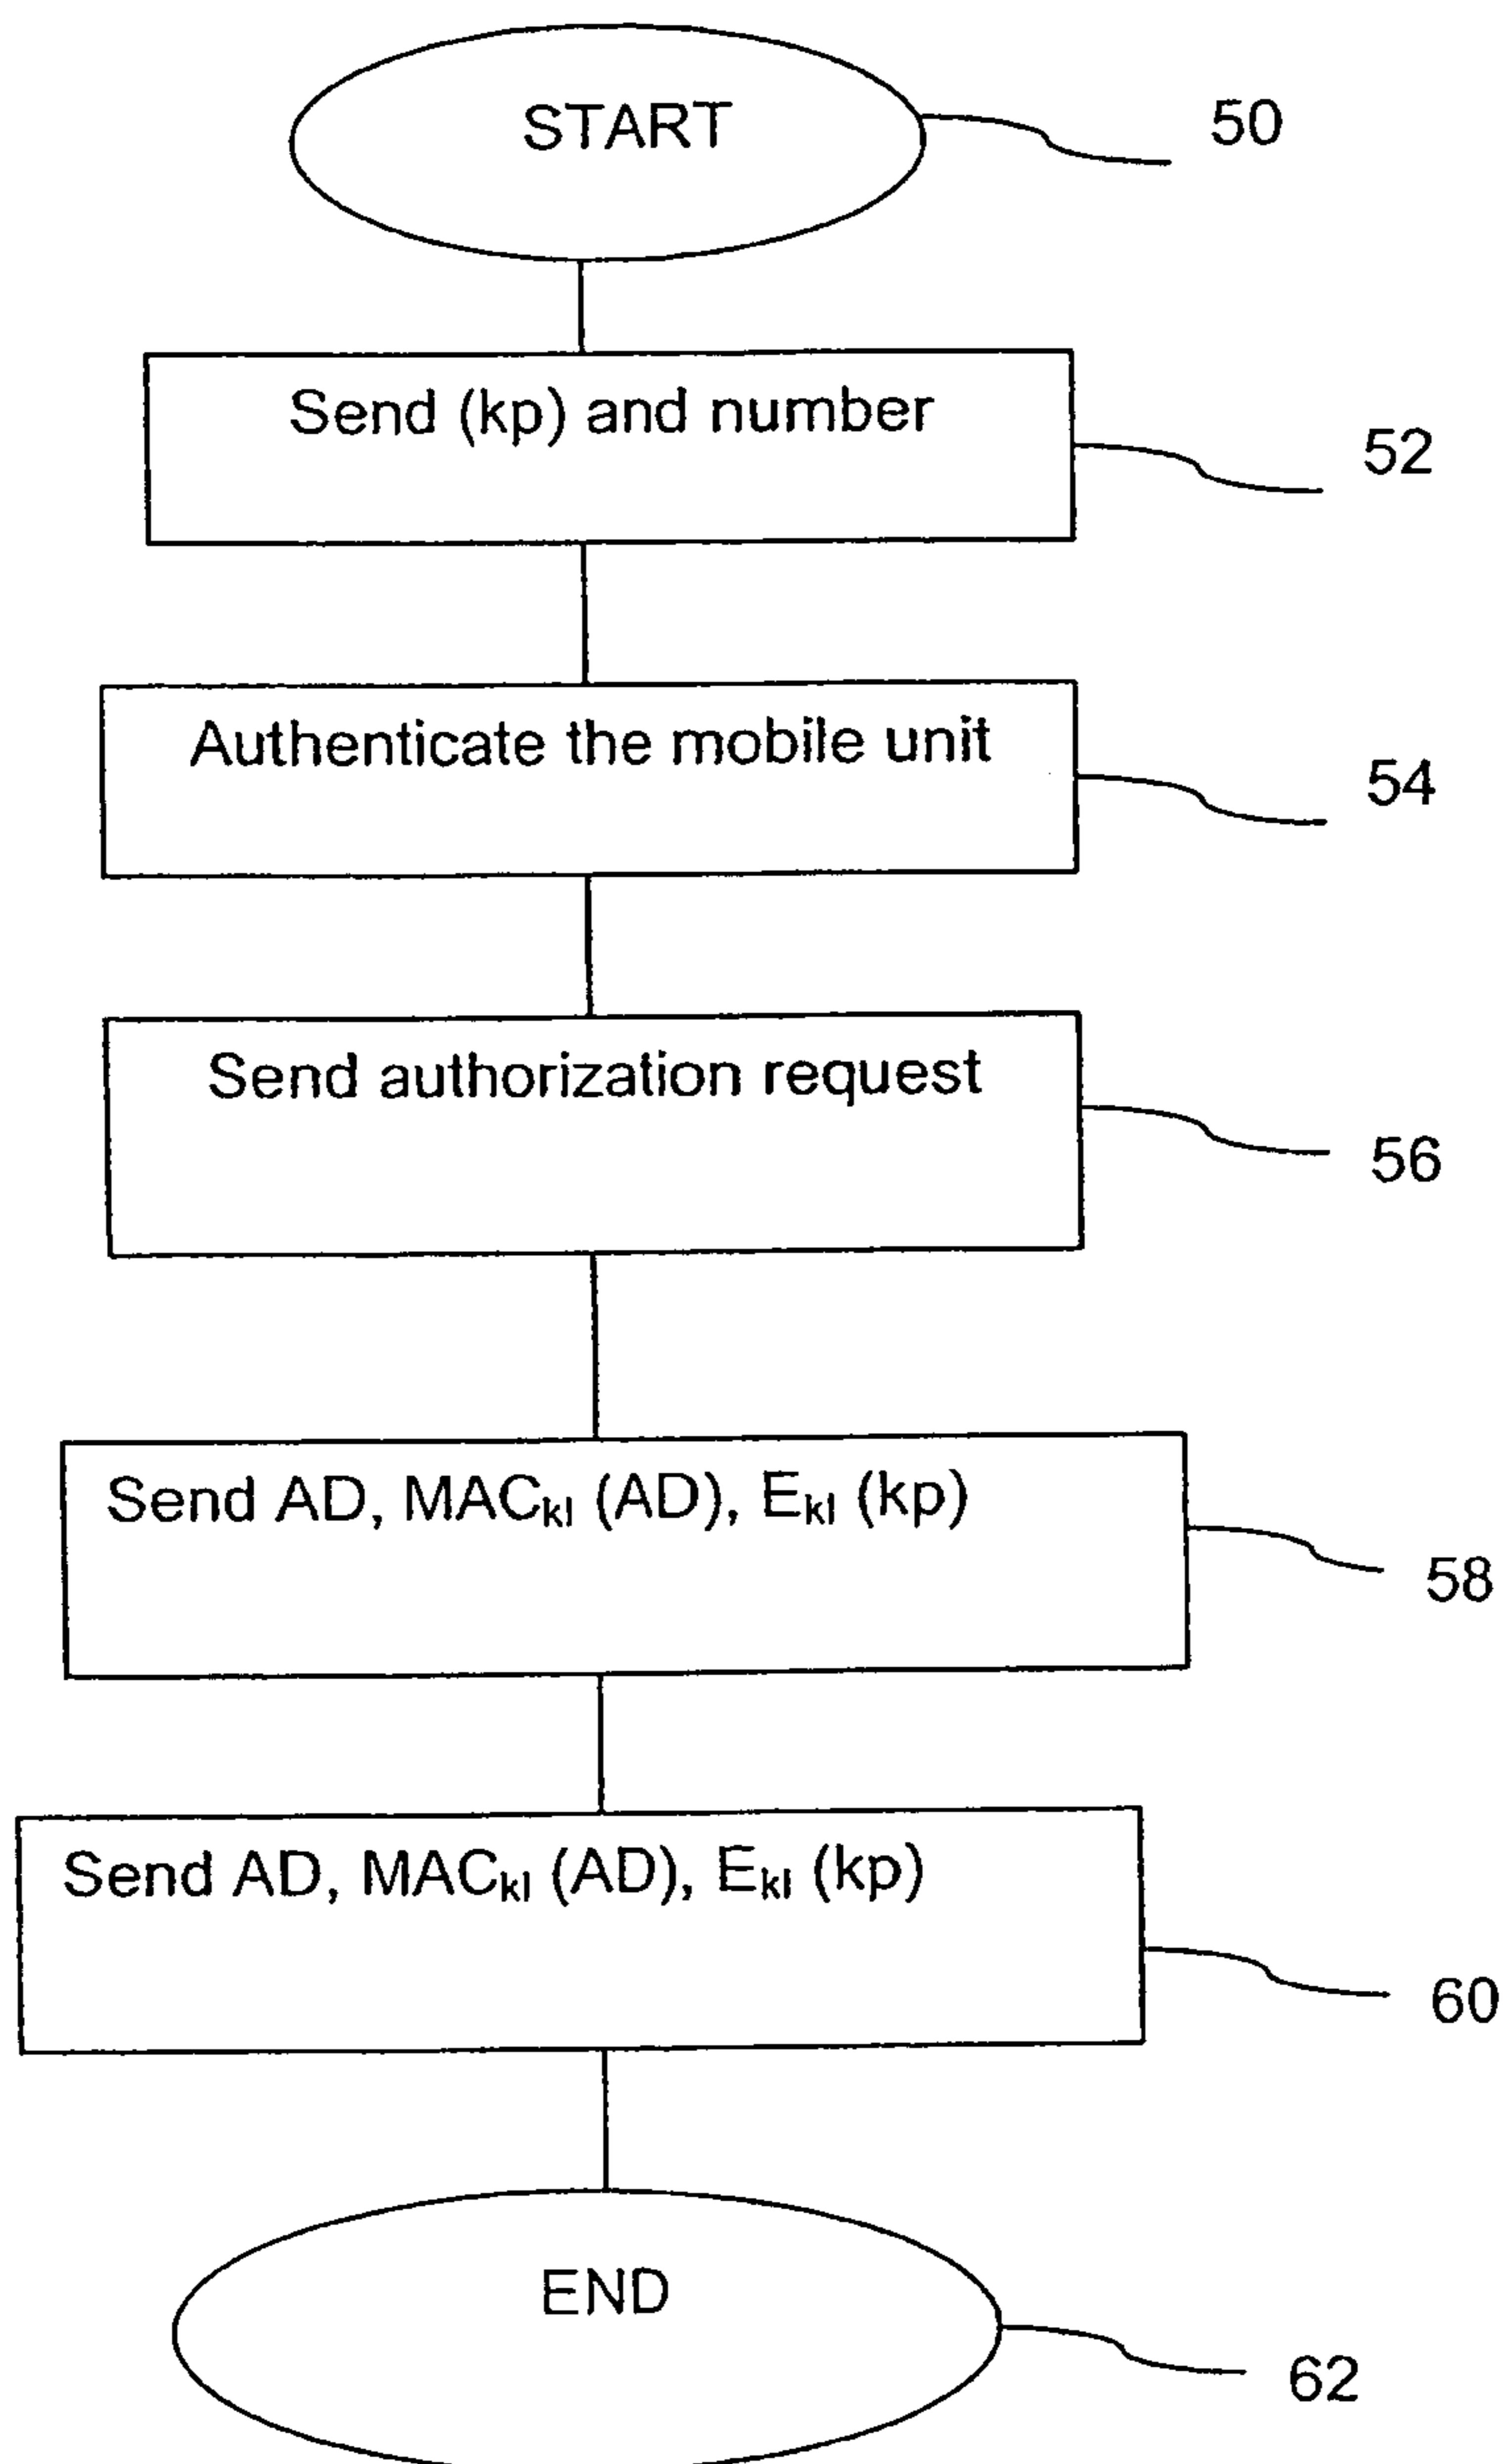 START
50
Send (kp) and number
52
Authenticate the mobile unit
54
Send authorization request
56
Send AD, MACkl (AD), Ekl (kp)
58
Send AD, MACkl (AD), Ekl (kp)
60
END
62